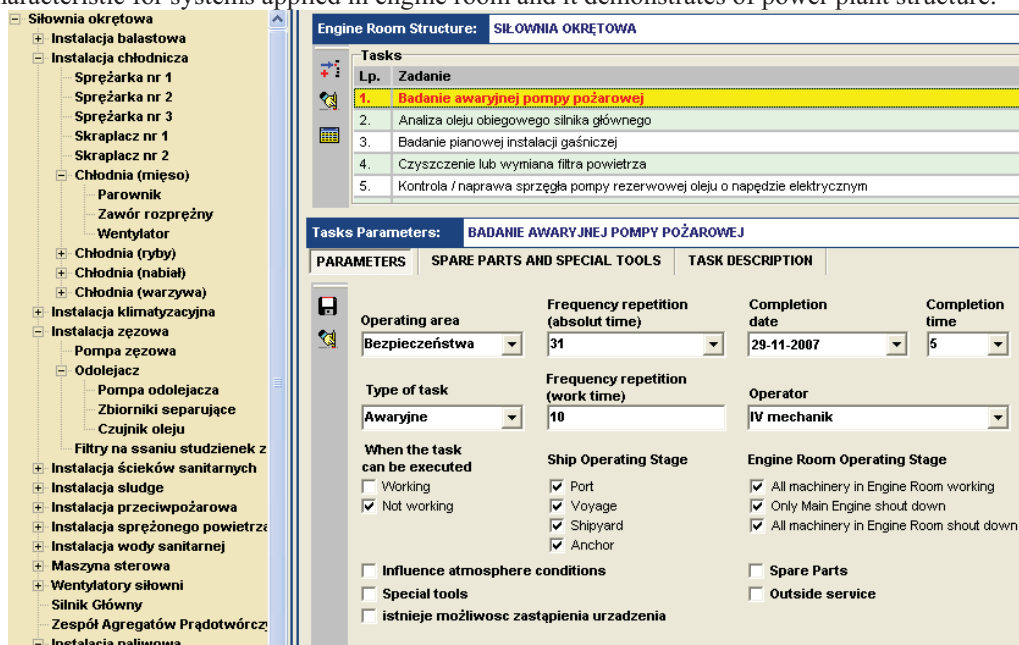 characteristic for systems applied in engine room and it demonstrates of power plant structure.
Siłownia okrętowa
Instalacja balastowa
Instalacja chłodnicza
Sprężarka nr 1
Sprężarka nr 2
Sprężarka nr 3
Skraplacz nr 1
Skraplacz nr 2
Chłodnia (mięso)
Parownik
Zawór rozprężny
Wentylator
Chłodnia (ryby)
Chłodnia (nabiał)
Chłodnia (warzywa)
Instalacja klimatyzacyjna
Instalacja zęzowa
Pompa zęzowa
Odolejacz
Pompa odolejacza
Zbiorniki separujące
Czujnik oleju
Filtry na ssaniu studzienek z
Instalacja ścieków sanitarnych
Instalacja sludge
Instalacja przeciwpożarowa
Instalacja sprężonego powietrza
Instalacja wody sanitarnej
Maszyna sterowa
Wentylatory siłowni
Silnik Główny
Zespół Agregatów Prądotwórczy
Instalacja paliwowa
Engine Room Structure: SIŁOWNIA OKRĘTOWA
Tasks
Lp. Zadanie
1. Badanie awaryjnej pompy pożarowej
2. Analiza oleju obiegowego silnika głównego
3. Badanie pianowej instalacji gaśniczej
4. Czyszczenie lub wymiana filtra powietrza
5. Kontrola / naprawa sprzęgła pompy rezerwowej oleju o napędzie elektrycznym
Tasks Parameters: BADANIE AWARYJNEJ POMPY POŻAROWEJ
PARAMETERS SPARE PARTS AND SPECIAL TOOLS TASK DESCRIPTION
Operating area
Bezpieczeństwa
Frequency repetition
(absolut time)
31
Completion
date
29-11-2007
Completion
time
5
Type of task
Awaryjne
Frequency repetition
(work time)
10
Operator
IV mechanik
When the task
can be executed
Working
Not working
Ship Operating Stage
Port
Voyage
Shipyard
Anchor
Engine Room Operating Stage
All machinery in Engine Room working
Only Main Engine shout down
All machinery in Engine Room shout down
Influence atmosphere conditions
Special tools
istnieje możliwosc zastąpienia urzadzenia
Spare Parts
Outside service